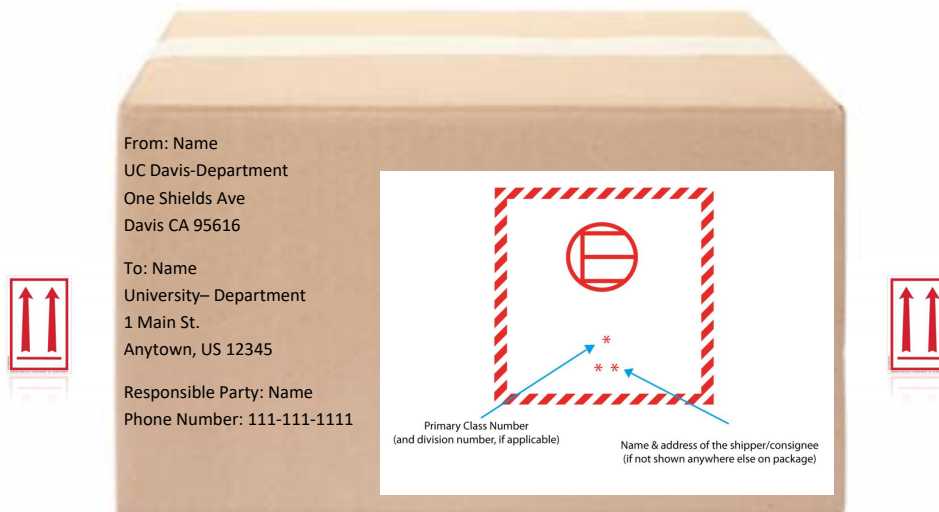 From: Name
UC Davis-Department
One Shields Ave
Davis CA 95616
To: Name
University– Department
1 Main St.
Anytown, US 12345
Responsible Party: Name
Phone Number: 111-111-1111
E
*
* *
Primary Class Number
(and division number, if applicable)
Name & address of the shipper/consignee
(if not shown anywhere else on package)